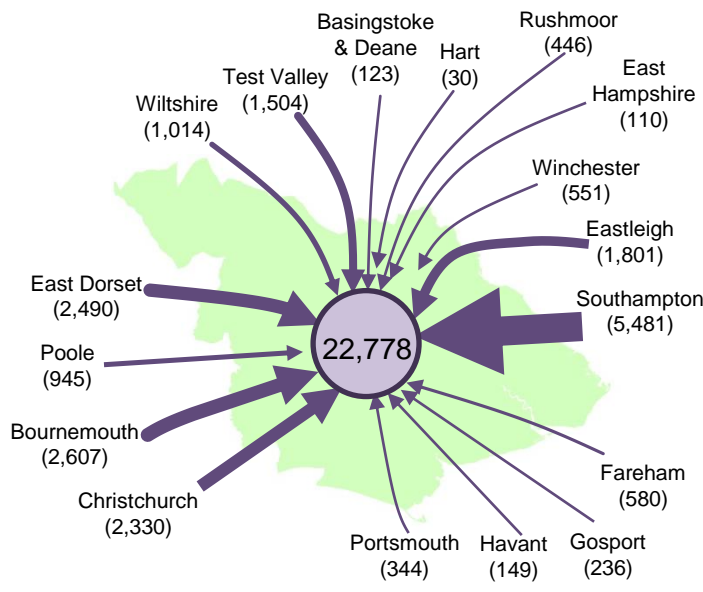 Rushmoor
(446)
Basingstoke
& Deane
(123)
Hart
(30)
East
Hampshire
(110)
Test Valley
(1,504)
Wiltshire
(1,014)
Winchester
(551)
Eastleigh
(1,801)
East Dorset
(2,490)
Southampton
(5,481)
22,778
Poole
(945)
Bournemouth
(2,607)
Christchurch
(2,330)
Fareham
(580)
Portsmouth
(344)
Havant
(149)
Gosport
(236)